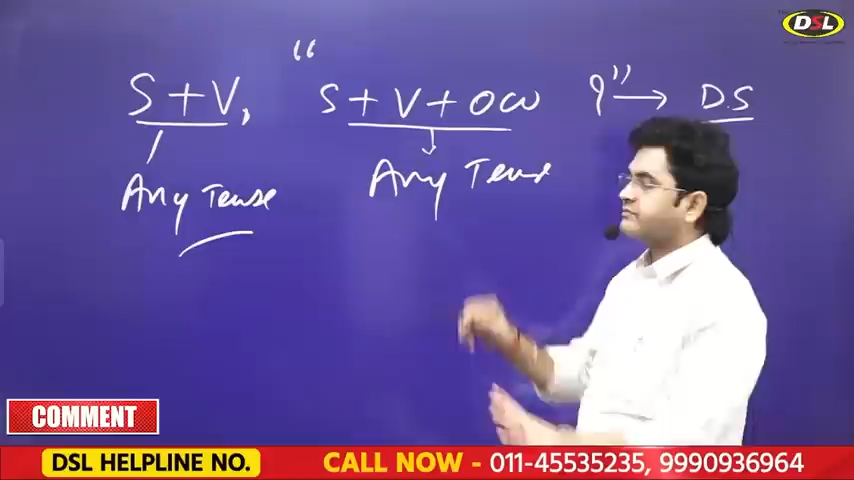 DSL
S + V, “ S + V + OW ?” → D.S
Any Tense
Any Tense
COMMENT
DSL HELPLINE NO.
CALL NOW - 011-45535235, 9990936964